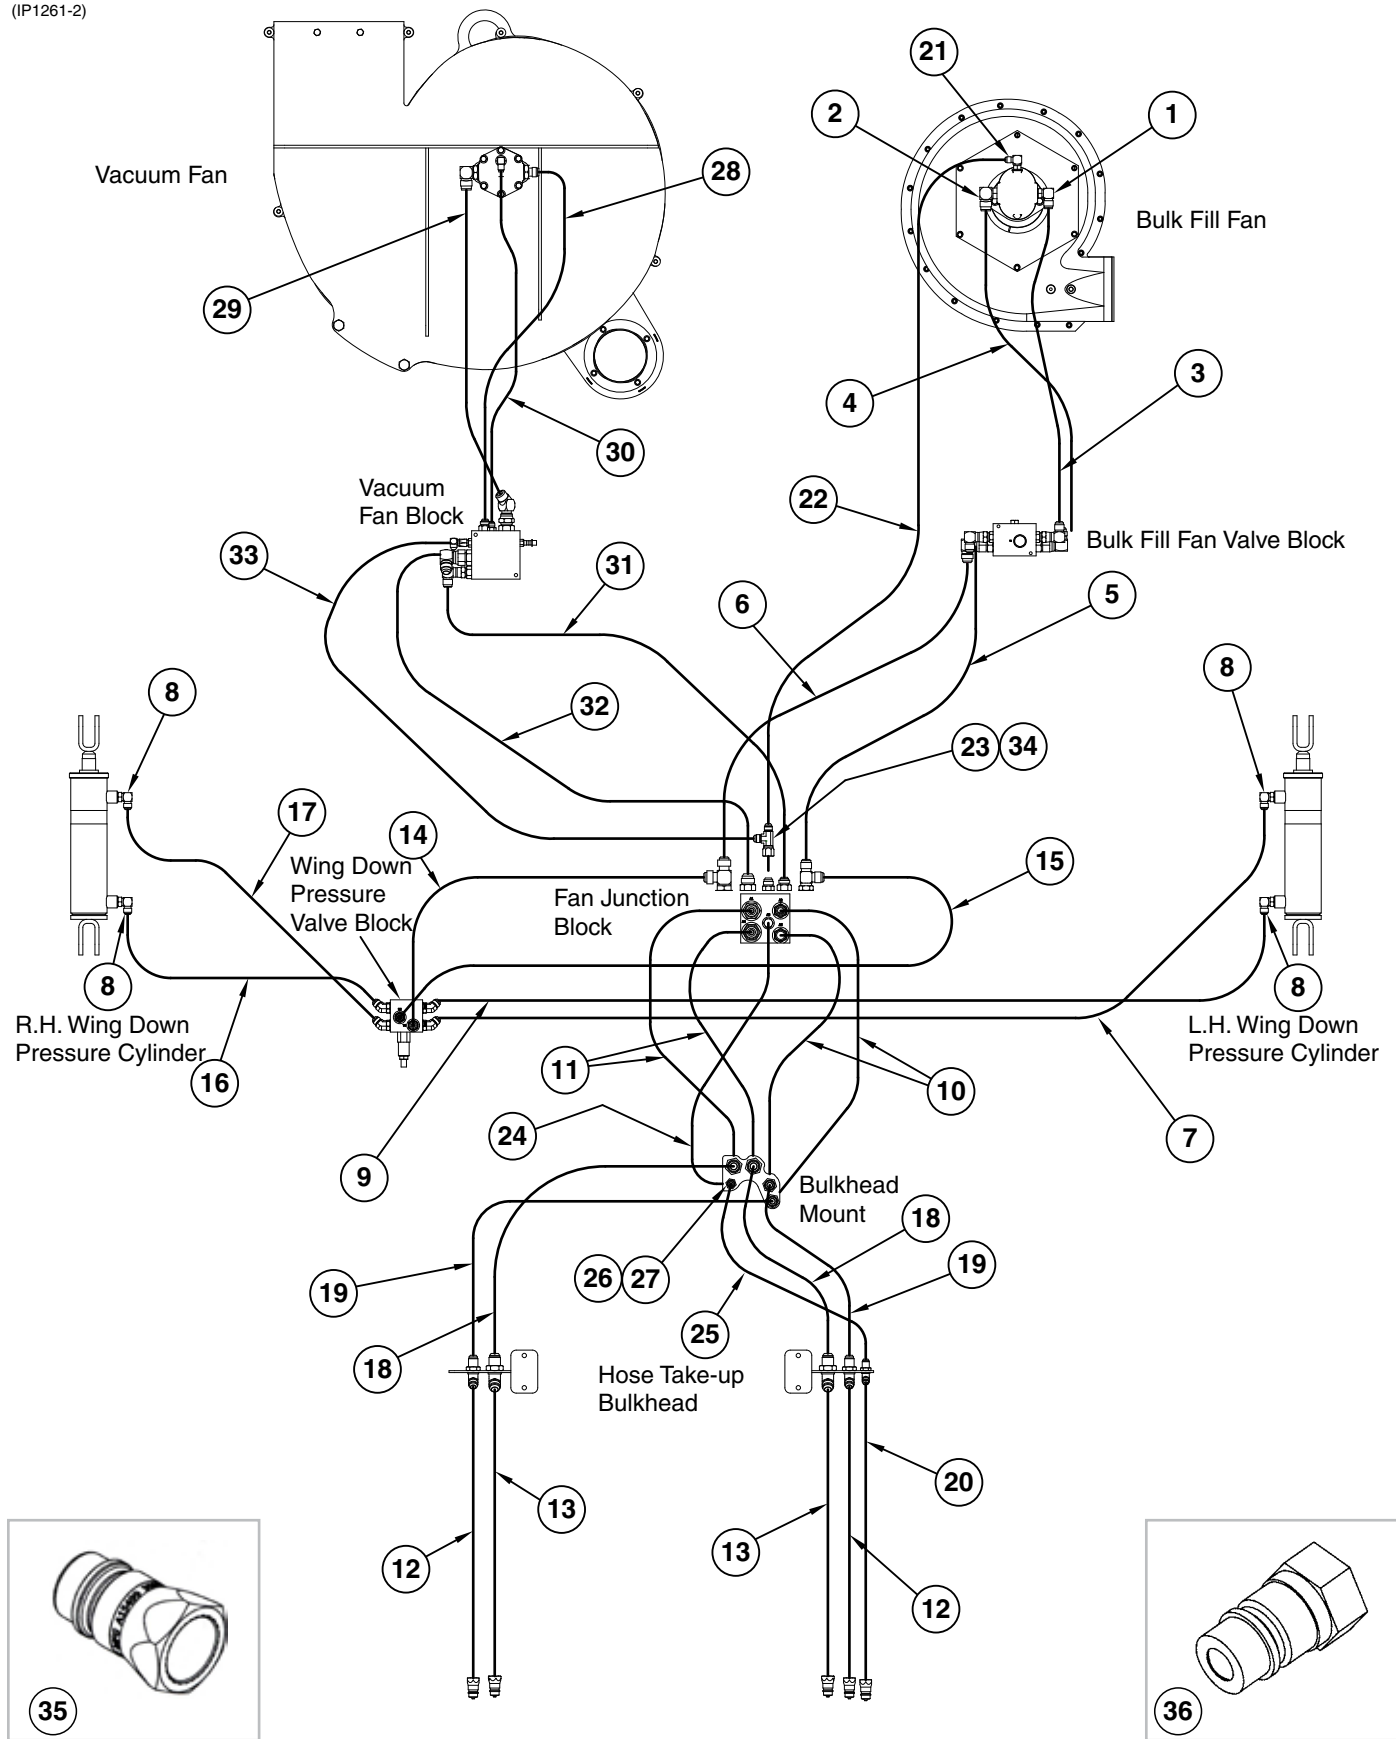 (IP1261-2)
21
2
1
Vacuum Fan
28
Bulk Fill Fan
29
3
4
30
Vacuum
Fan Block
22
Bulk Fill Fan Valve Block
33
31
6
5
8
8
32
23
34
17
14
Wing Down
Pressure
Valve Block
15
Fan Junction
Block
8
8
R.H. Wing Down
Pressure Cylinder
L.H. Wing Down
Pressure Cylinder
16
11
10
24
7
9
Bulkhead
Mount
18
19
26
27
19
25
18
Hose Take-up
Bulkhead
20
13
13
12
12
35
36